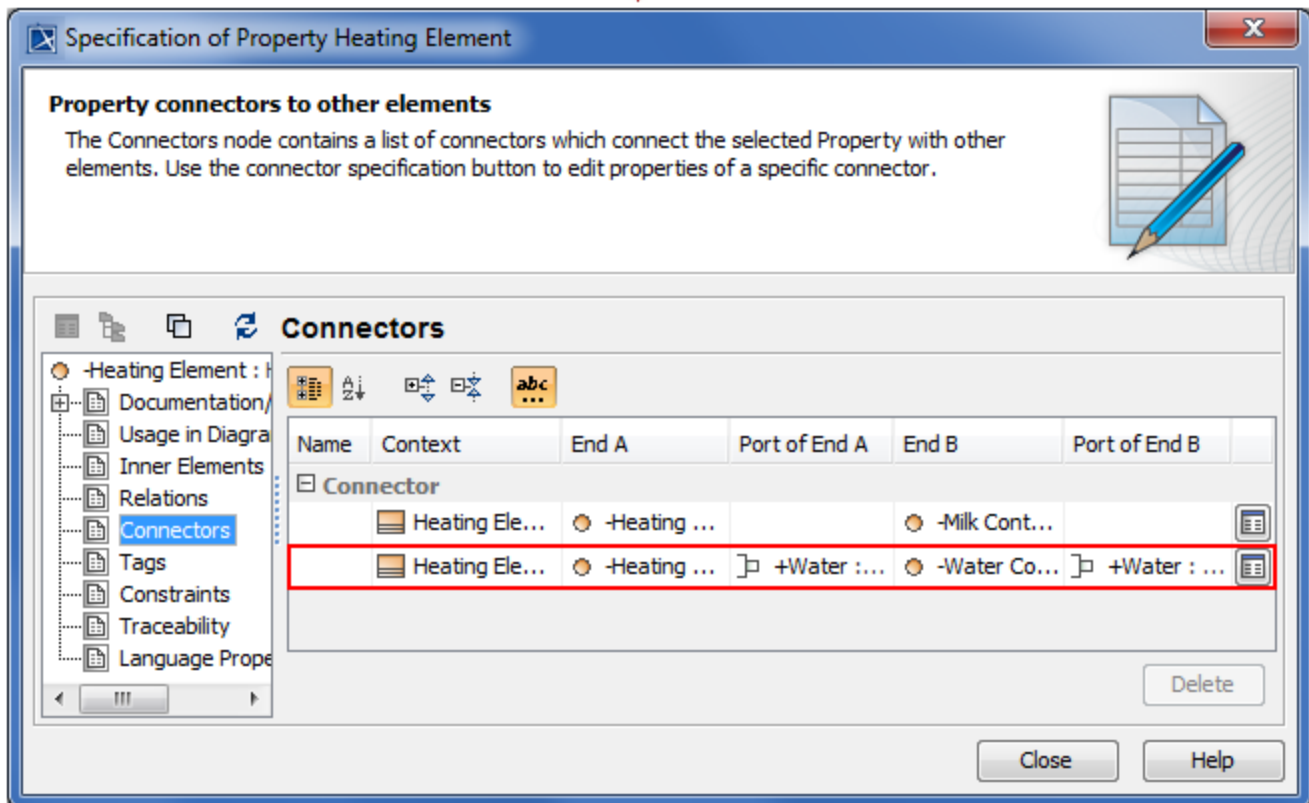 Specification of Property Heating Element
Property connectors to other elements
The Connectors node contains a list of connectors which connect the selected Property with other
elements. Use the connector specification button to edit properties of a specific connector.
Connectors
-Heating Element : H
Documentation/
Usage in Diagra
Inner Elements
Relations
Connectors
Tags
Constraints
Traceability
Language Prope
A
Z
abc
...
Name Context End A Port of End A End B Port of End B
Connector
Heating Ele... -Heating ... -Milk Cont...
Heating Ele... -Heating ... +Water :... -Water Co... +Water : ...
Delete
Close Help